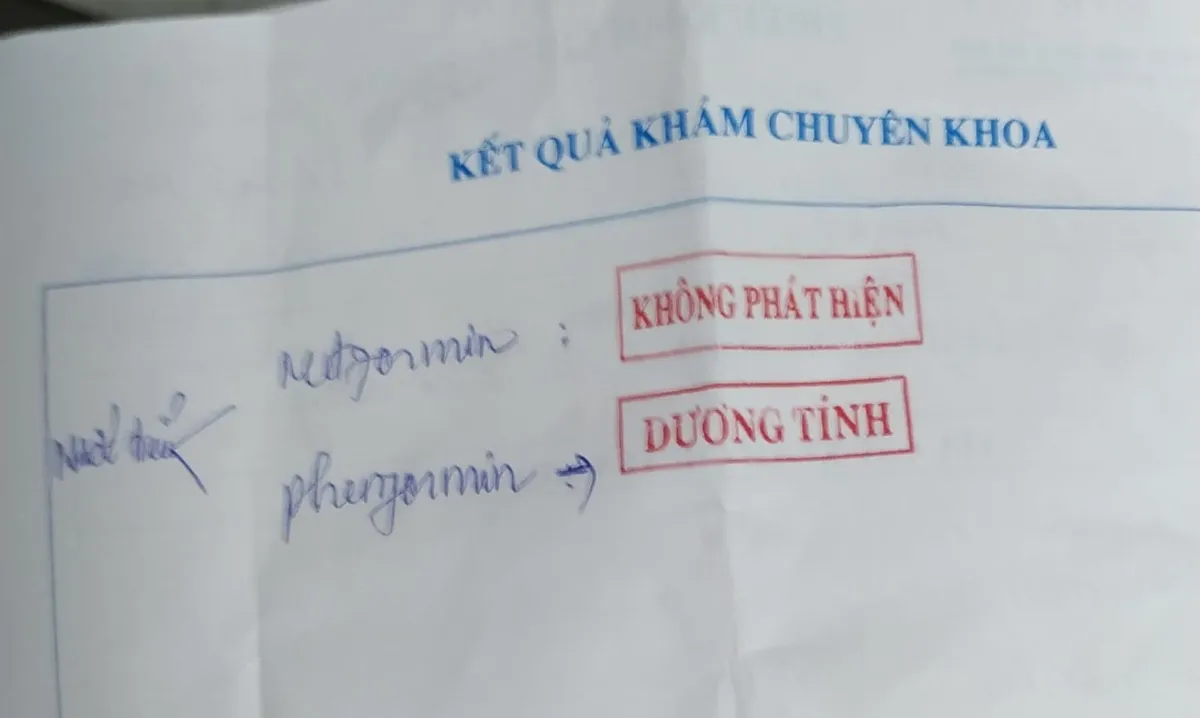 KẾT QUẢ KHÁM CHUYÊN KHOA
metformin : KHÔNG PHÁT HIỆN
Nước tiểu
phenformin → DƯƠNG TÍNH